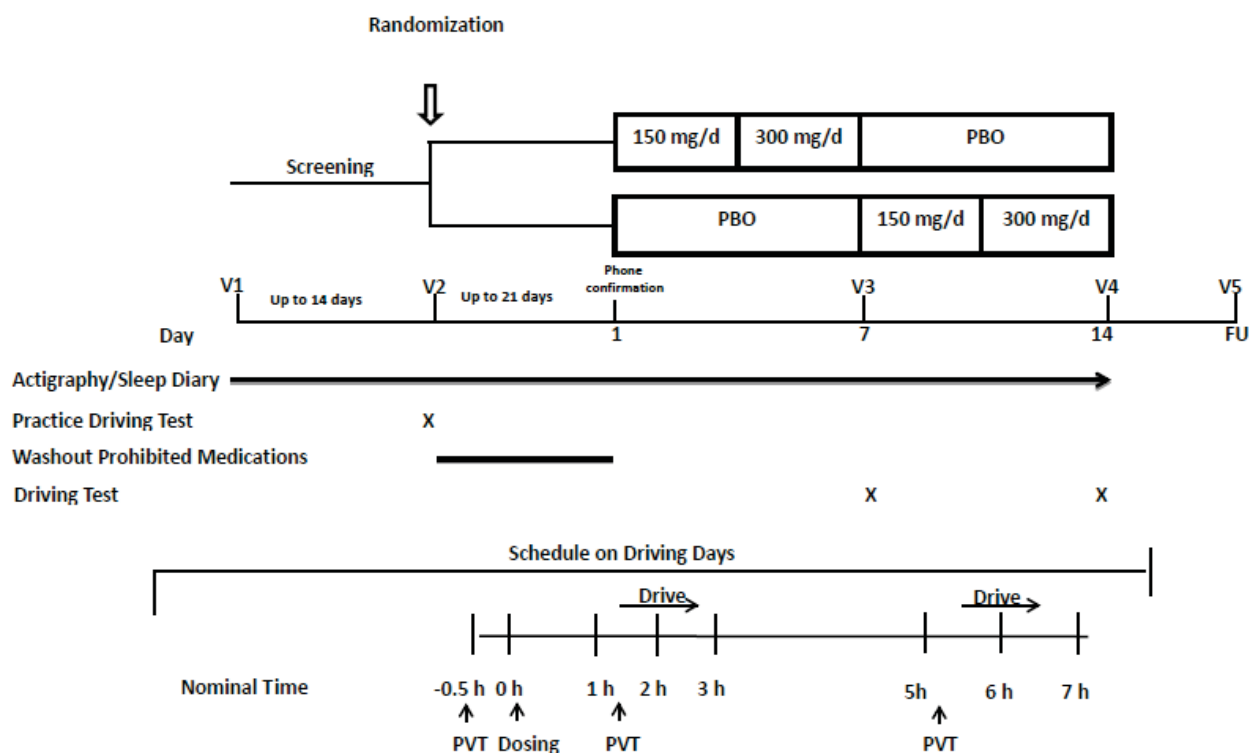 Randomization
150 mg/d 300 mg/d PBO
Screening
PBO 150 mg/d 300 mg/d
V1 Up to 14 days V2 Up to 21 days Phone confirmation V3 V4 V5
Day 1 7 14 FU
Actigraphy/Sleep Diary
Practice Driving Test X
Washout Prohibited Medications
Driving Test X X
Schedule on Driving Days
Drive Drive
Nominal Time -0.5 h 0 h 1 h 2 h 3 h 5h 6 h 7 h
PVT Dosing PVT PVT